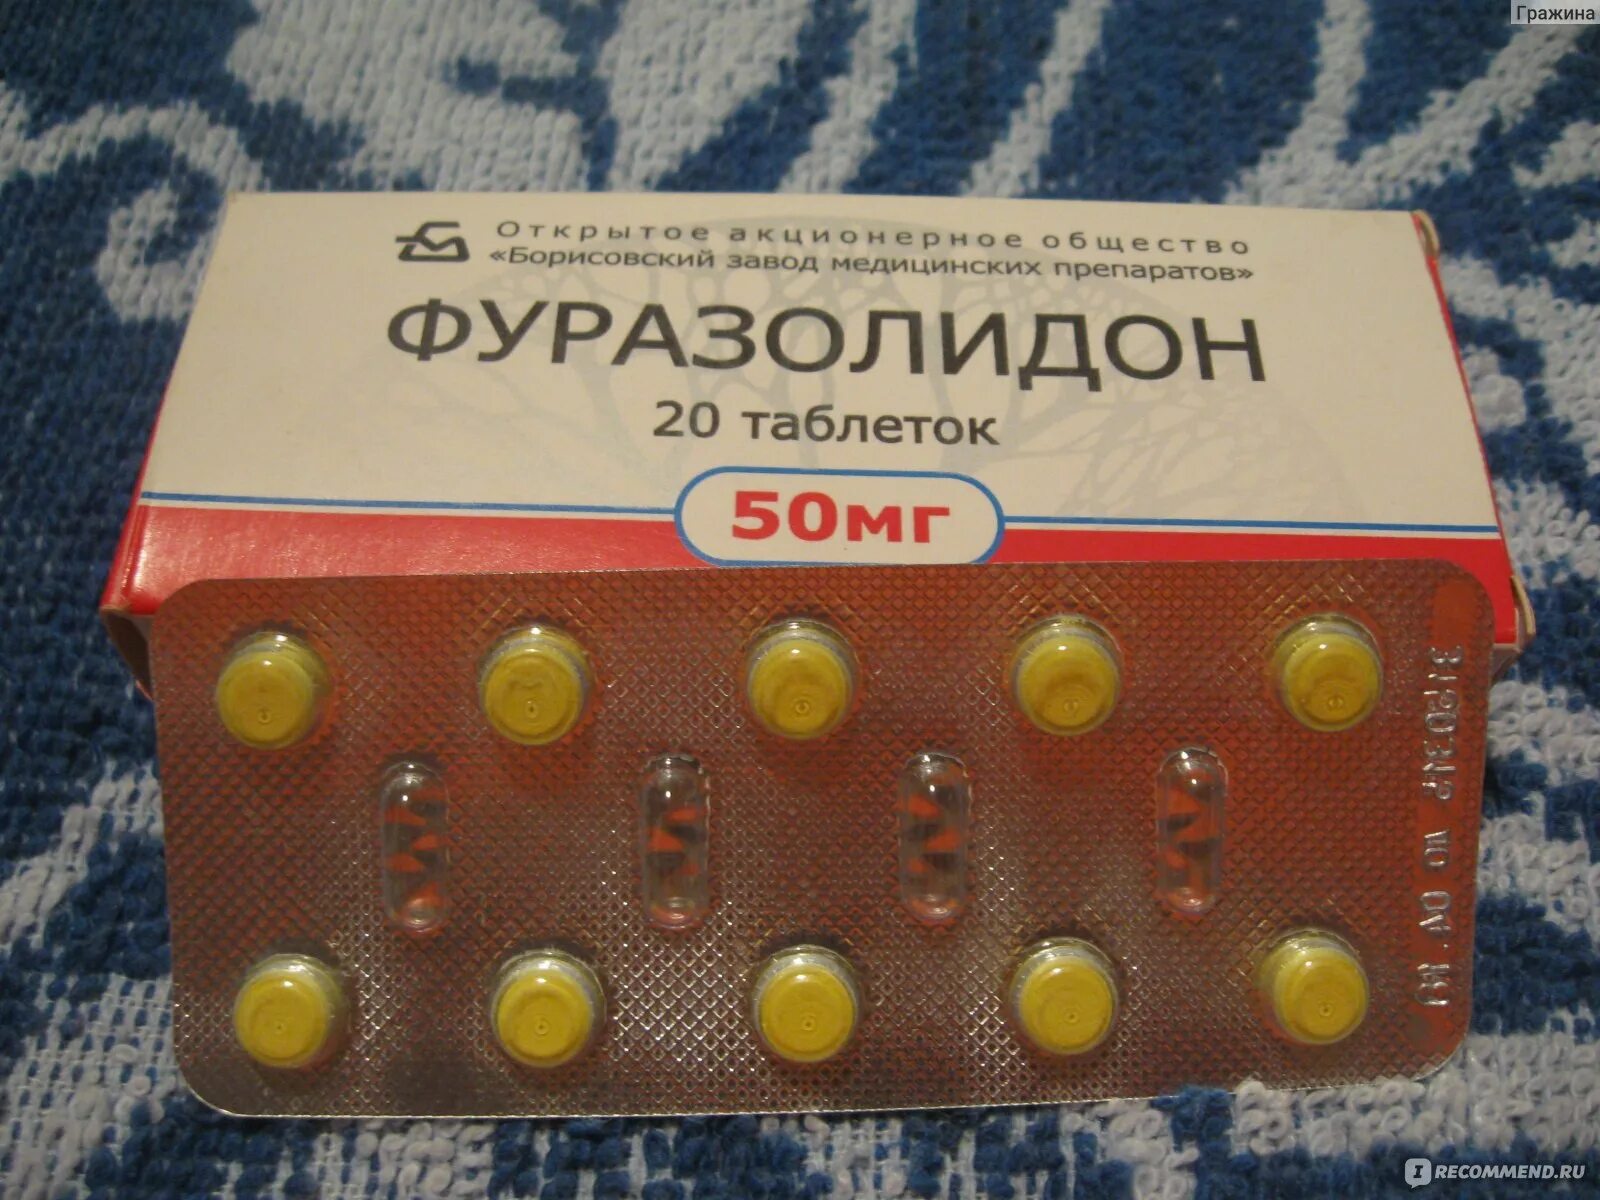 Гражина
Открытое акционерное общество
«Борисовский завод медицинских препаратов»
ФУРАЗОЛИДОН
20 таблеток
50мг
RECOMMEND.RU